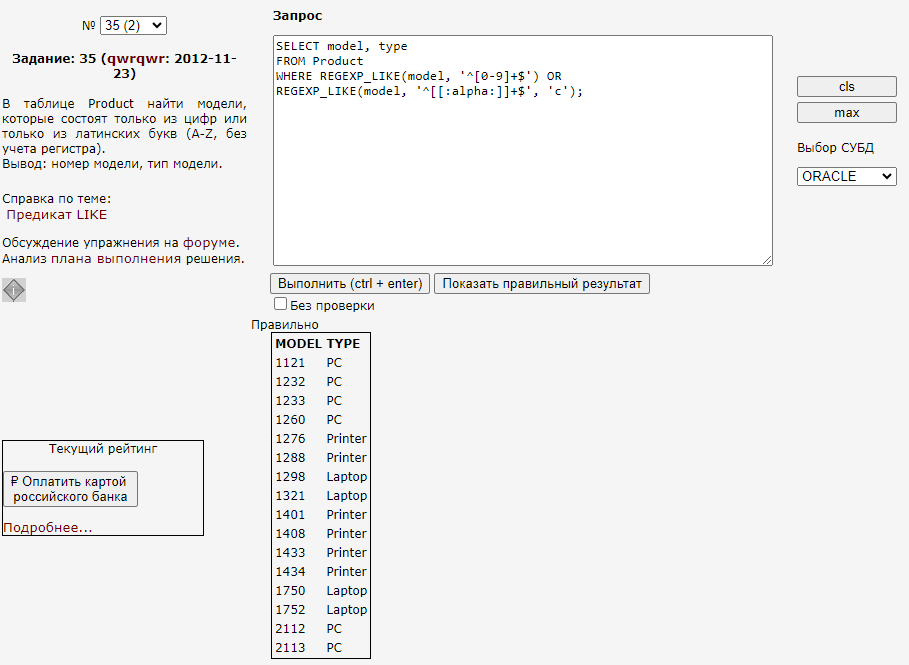 № 35 (2)
Задание: 35 (qwrqwr: 2012-11-
23)
В таблице Product найти модели,
которые состоят только из цифр или
только из латинских букв (A-Z, без
учета регистра).
Вывод: номер модели, тип модели.
Справка по теме:
Предикат LIKE
Обсуждение упражнения на форуме.
Анализ плана выполнения решения.
Текущий рейтинг
₽ Оплатить картой
российского банка
Подробнее...
Запрос
SELECT model, type
FROM Product
WHERE REGEXP_LIKE(model, '^[0-9]+$') OR
REGEXP_LIKE(model, '^[[:alpha:]]+$', 'c');
Выполнить (ctrl + enter) Показать правильный результат
Без проверки
Правильно
MODEL TYPE
1121 PC
1232 PC
1233 PC
1260 PC
1276 Printer
1288 Printer
1298 Laptop
1321 Laptop
1401 Printer
1408 Printer
1433 Printer
1434 Printer
1750 Laptop
1752 Laptop
2112 PC
2113 PC
cls
max
Выбор СУБД
ORACLE